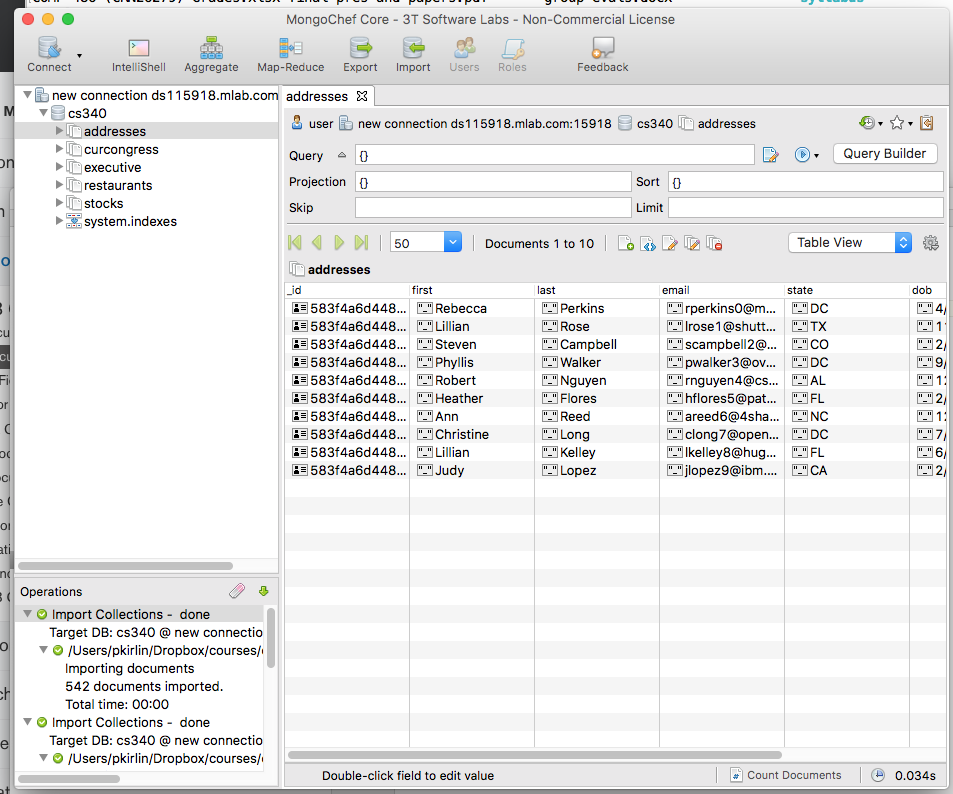 MongoChef Core - 3T Software Labs - Non-Commercial License
Connect IntelliShell Aggregate Map-Reduce Export Import Users Roles Feedback
new connection ds115918.mlab.com
cs340
addresses
curcongress
executive
restaurants
stocks
system.indexes
addresses
user new connection ds115918.mlab.com:15918 cs340 addresses
Query {} Query Builder
Projection {} Sort {}
Skip Limit
50 Documents 1 to 10 Table View
addresses
_id first last email state dob
583f4a6d448... Rebecca Perkins rperkins0@m... DC 4/
583f4a6d448... Lillian Rose lrose1@shutt... TX 1
583f4a6d448... Steven Campbell scampbell2@... CO 2/
583f4a6d448... Phyllis Walker pwalker3@ov... DC 9/
583f4a6d448... Robert Nguyen rnguyen4@cs... AL 1
583f4a6d448... Heather Flores hflores5@pat... FL 2/
583f4a6d448... Ann Reed areed6@4sha... NC 1
583f4a6d448... Christine Long clong7@open... DC 7/
583f4a6d448... Lillian Kelley lkelley8@hug... FL 6/
583f4a6d448... Judy Lopez jlopez9@ibm.... CA 2/
Operations
Import Collections - done
Target DB: cs340 @ new connectio
/Users/pkirlin/Dropbox/courses/
Importing documents
542 documents imported.
Total time: 00:00
Import Collections - done
Target DB: cs340 @ new connectio
/Users/pkirlin/Dropbox/courses/
Double-click field to edit value Count Documents 0.034s